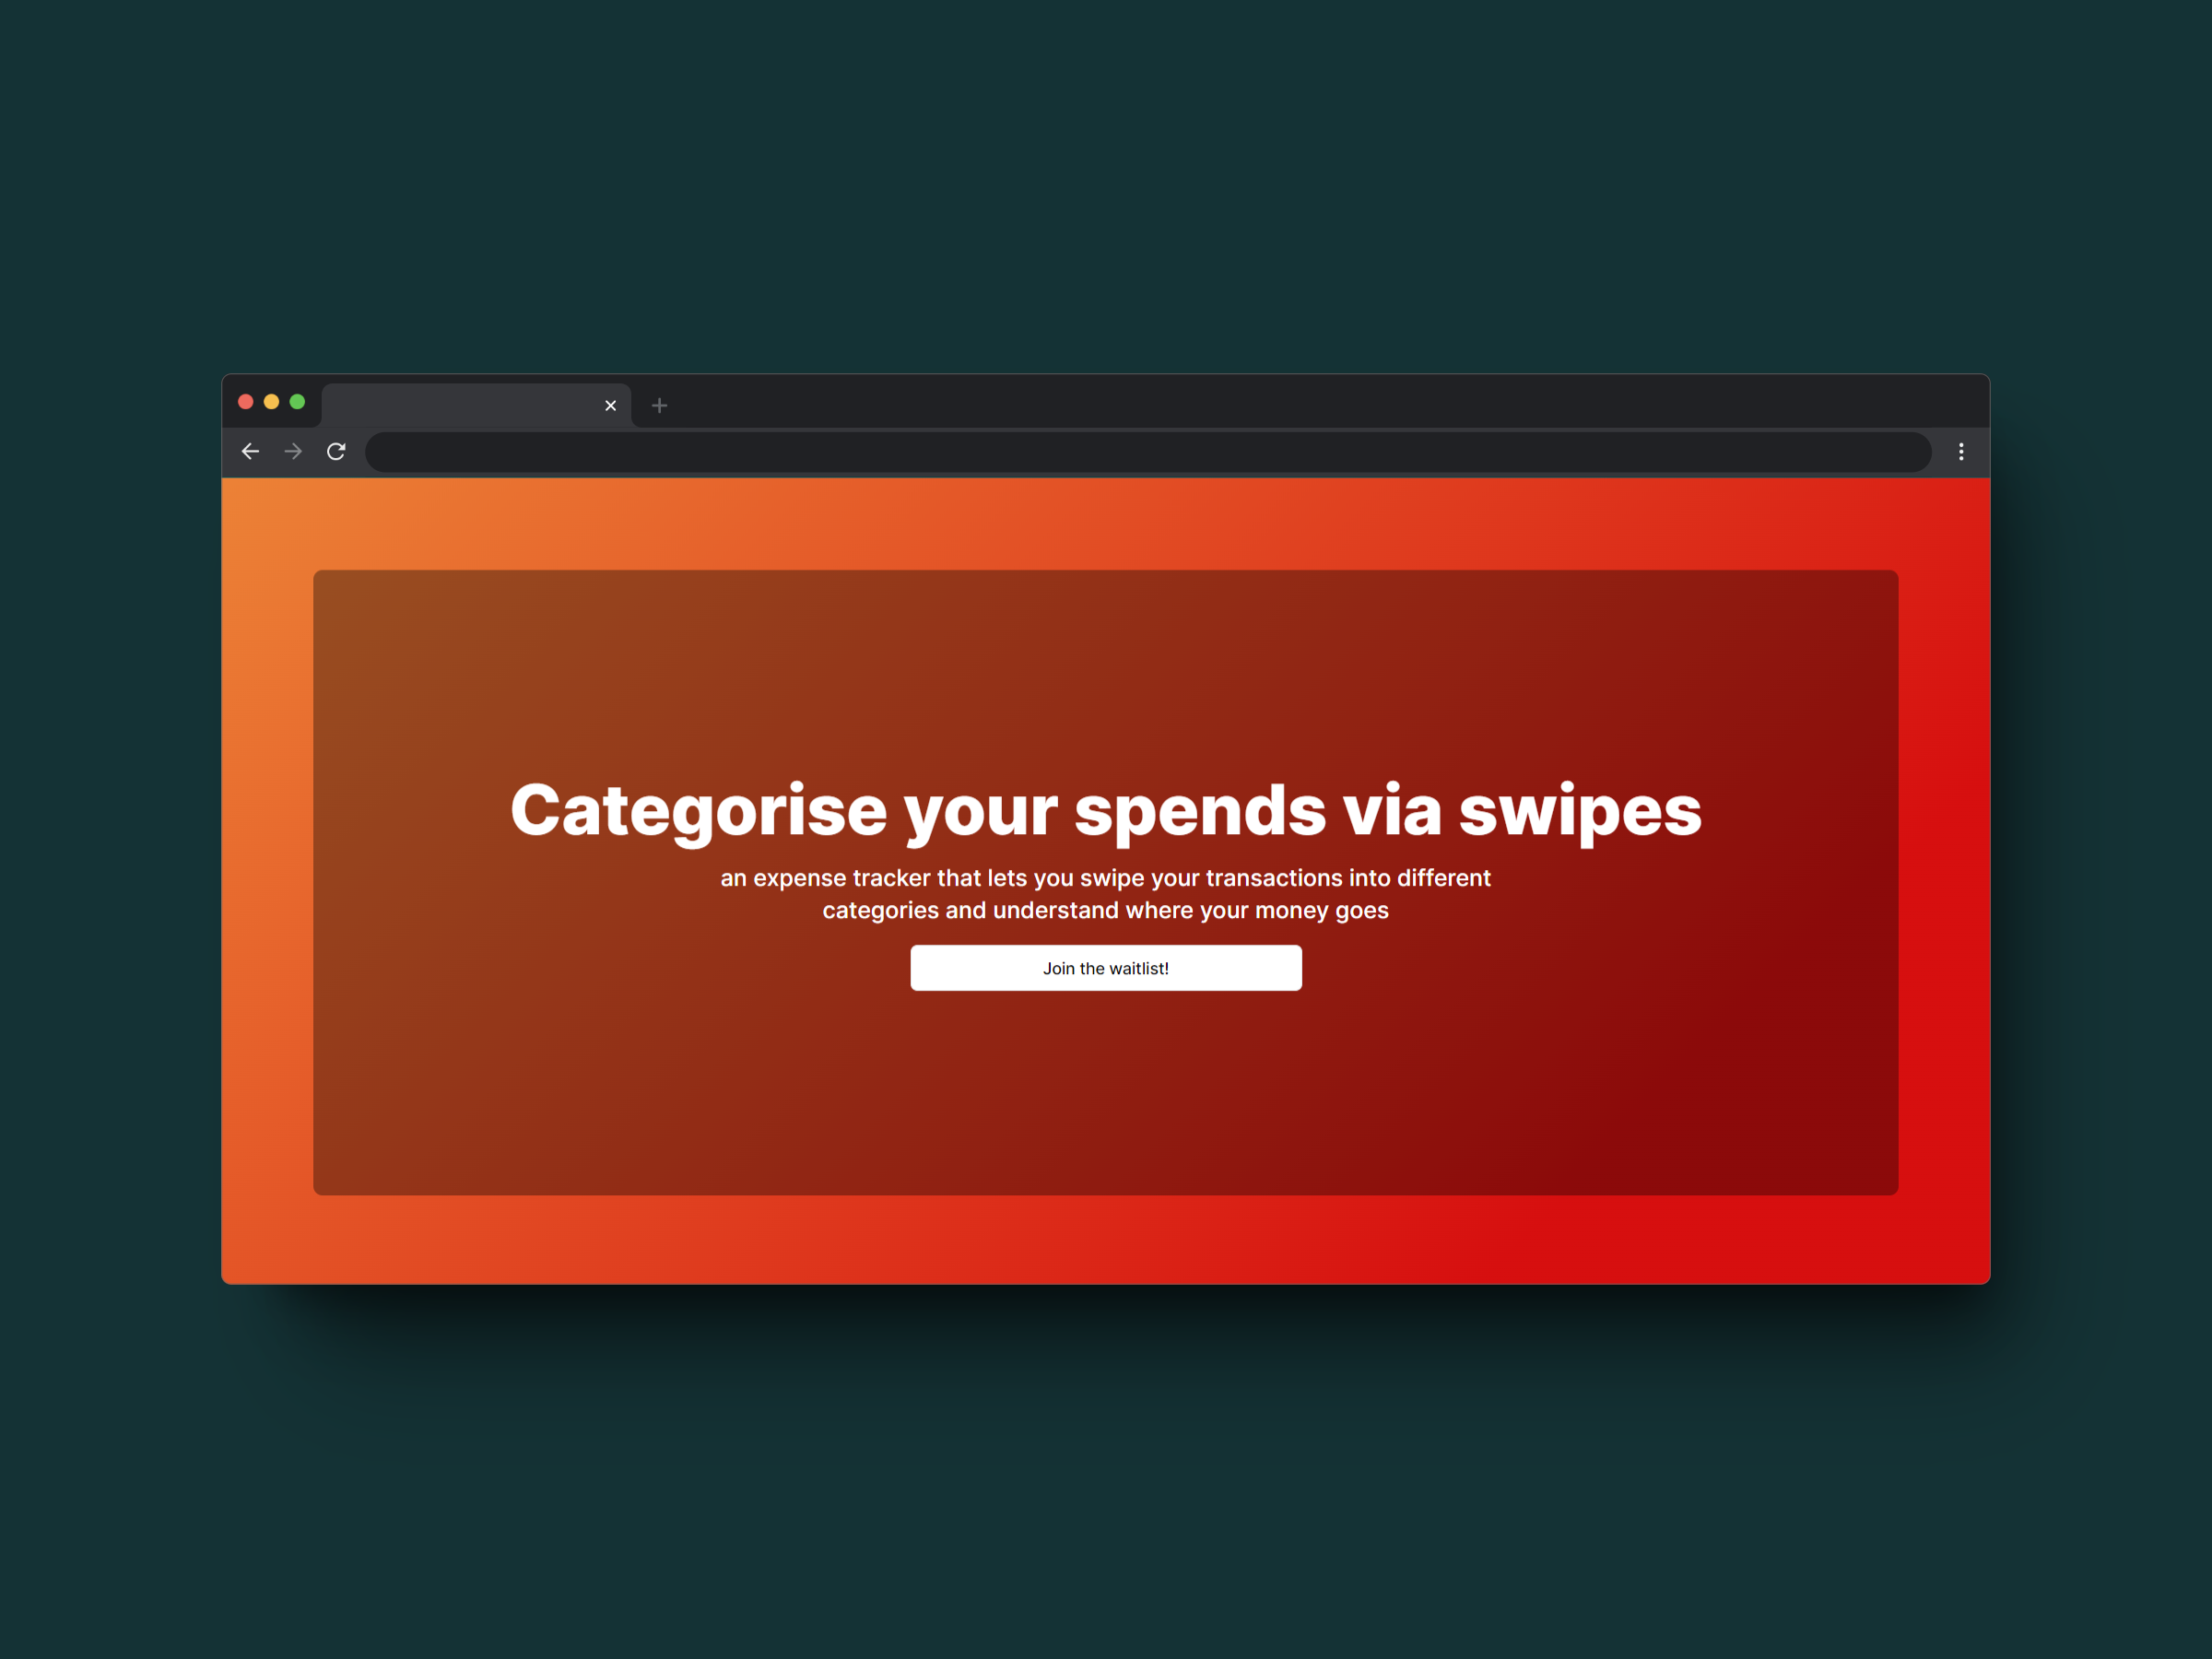 Categorise your spends via swipes
an expense tracker that lets you swipe your transactions into different
categories and understand where your money goes
Join the waitlist!